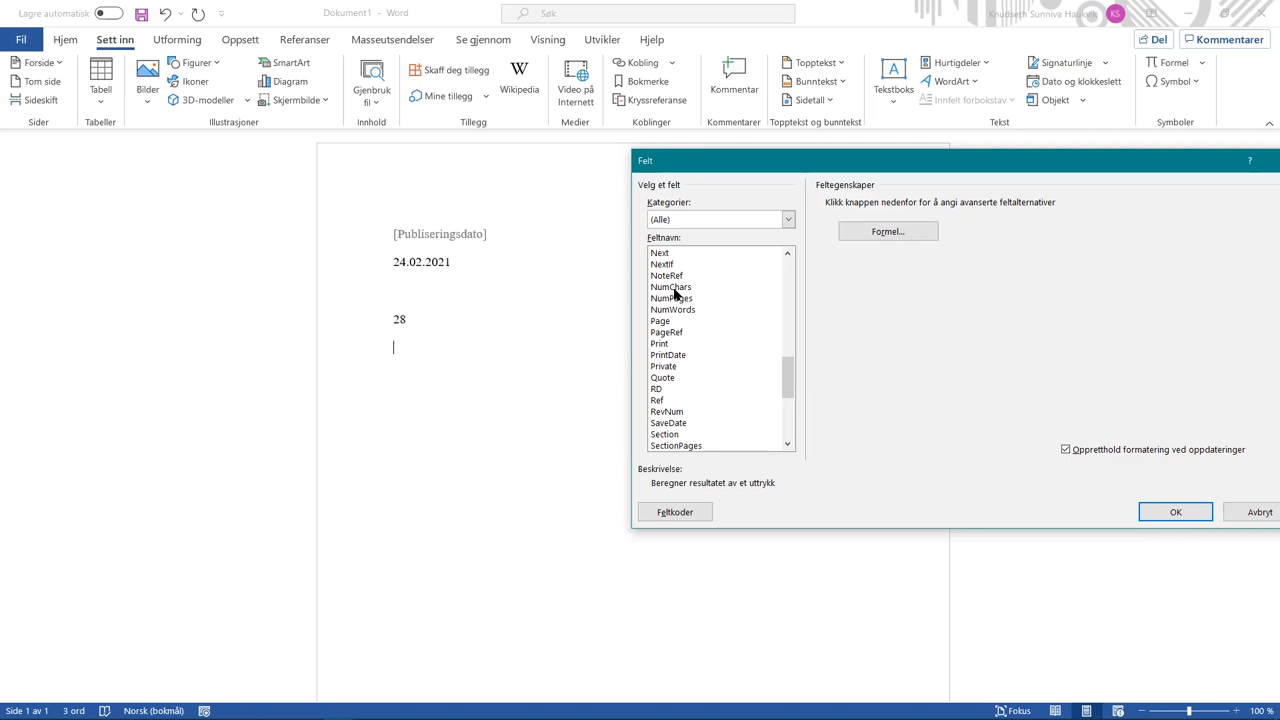 Lagre automatisk
Dokument1 - Word
Søk
Knudseth Sunniva Haukvik
KS
Fil
Hjem
Sett inn
Utforming
Oppsett
Referanser
Masseutsendelser
Se gjennom
Visning
Utvikler
Hjelp
Del
Kommentarer
Forside
Tom side
Sideskift
Sider
Tabell
Tabeller
Bilder
Figurer
Ikoner
3D-modeller
SmartArt
Diagram
Skjermbilde
Illustrasjoner
Gjenbruk
fil
Innhold
Skaff deg tillegg
Mine tillegg
W
Wikipedia
Tillegg
Video på
Internett
Medier
Kobling
Bokmerke
Kryssreferanse
Koblinger
Kommentar
Kommentarer
Topptekst
Bunntekst
Sidetall
Topptekst og bunntekst
A
Tekstboks
Hurtigdeler
WordArt
Innfelt forbokstav
Signaturlinje
Dato og klokkeslett
Objekt
Tekst
Formel
Symbol
Symboler
[Publiseringsdato]
24.02.2021
28
Felt
?
Velg et felt
Kategorier:
(Alle)
Feltnavn:
Next
NextIf
NoteRef
NumChars
NumPages
NumWords
Page
PageRef
Print
PrintDate
Private
Quote
RD
Ref
RevNum
SaveDate
Section
SectionPages
Feltegenskaper
Klikk knappen nedenfor for å angi avanserte feltalternativer
Formel...
Oppretthold formatering ved oppdateringer
Beskrivelse:
Beregner resultatet av et uttrykk
Feltkoder
OK
Avbryt
Side 1 av 1
3 ord
Norsk (bokmål)
Fokus
100 %